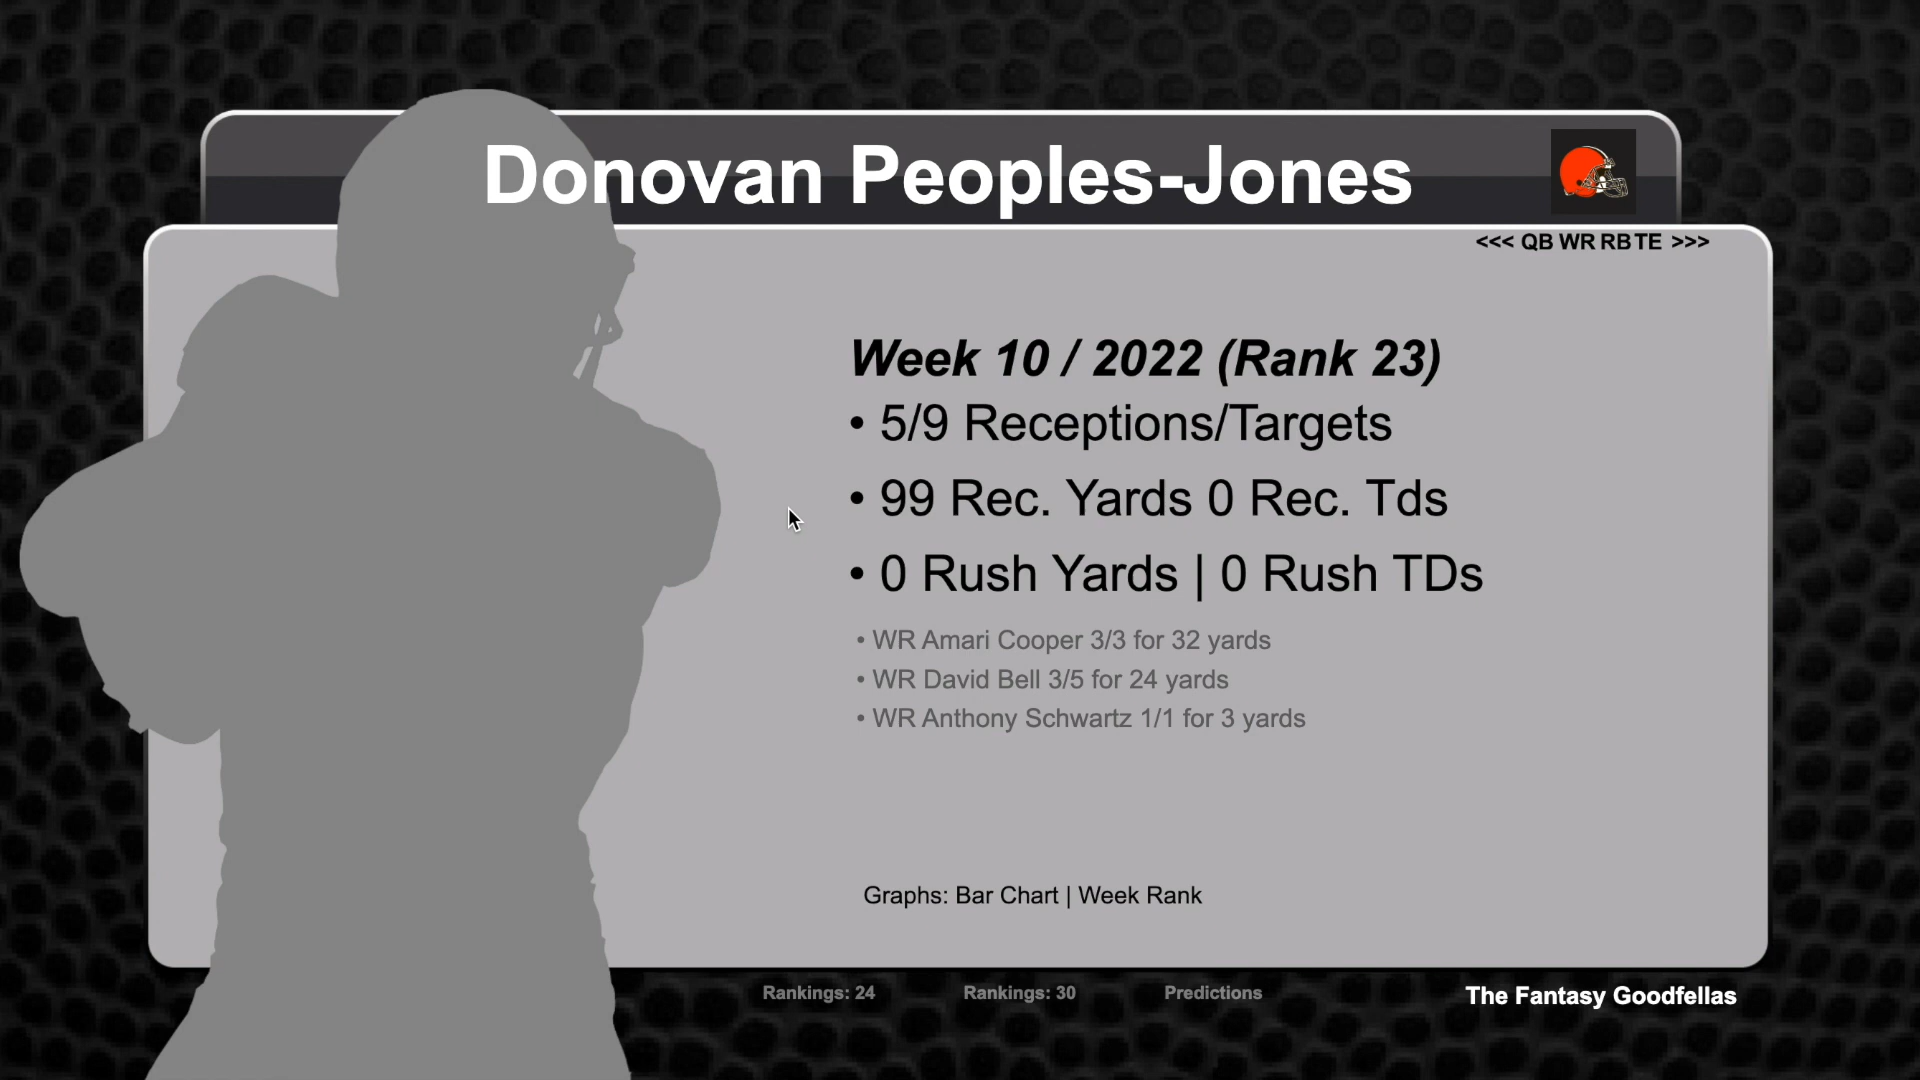 Donovan Peoples-Jones
<<< QB WR RB TE >>>
Week 10 / 2022 (Rank 23)
• 5/9 Receptions/Targets
• 99 Rec. Yards 0 Rec. Tds
• 0 Rush Yards | 0 Rush TDs
• WR Amari Cooper 3/3 for 32 yards
• WR David Bell 3/5 for 24 yards
• WR Anthony Schwartz 1/1 for 3 yards
Graphs: Bar Chart | Week Rank
Rankings: 24 Rankings: 30 Predictions The Fantasy Goodfellas